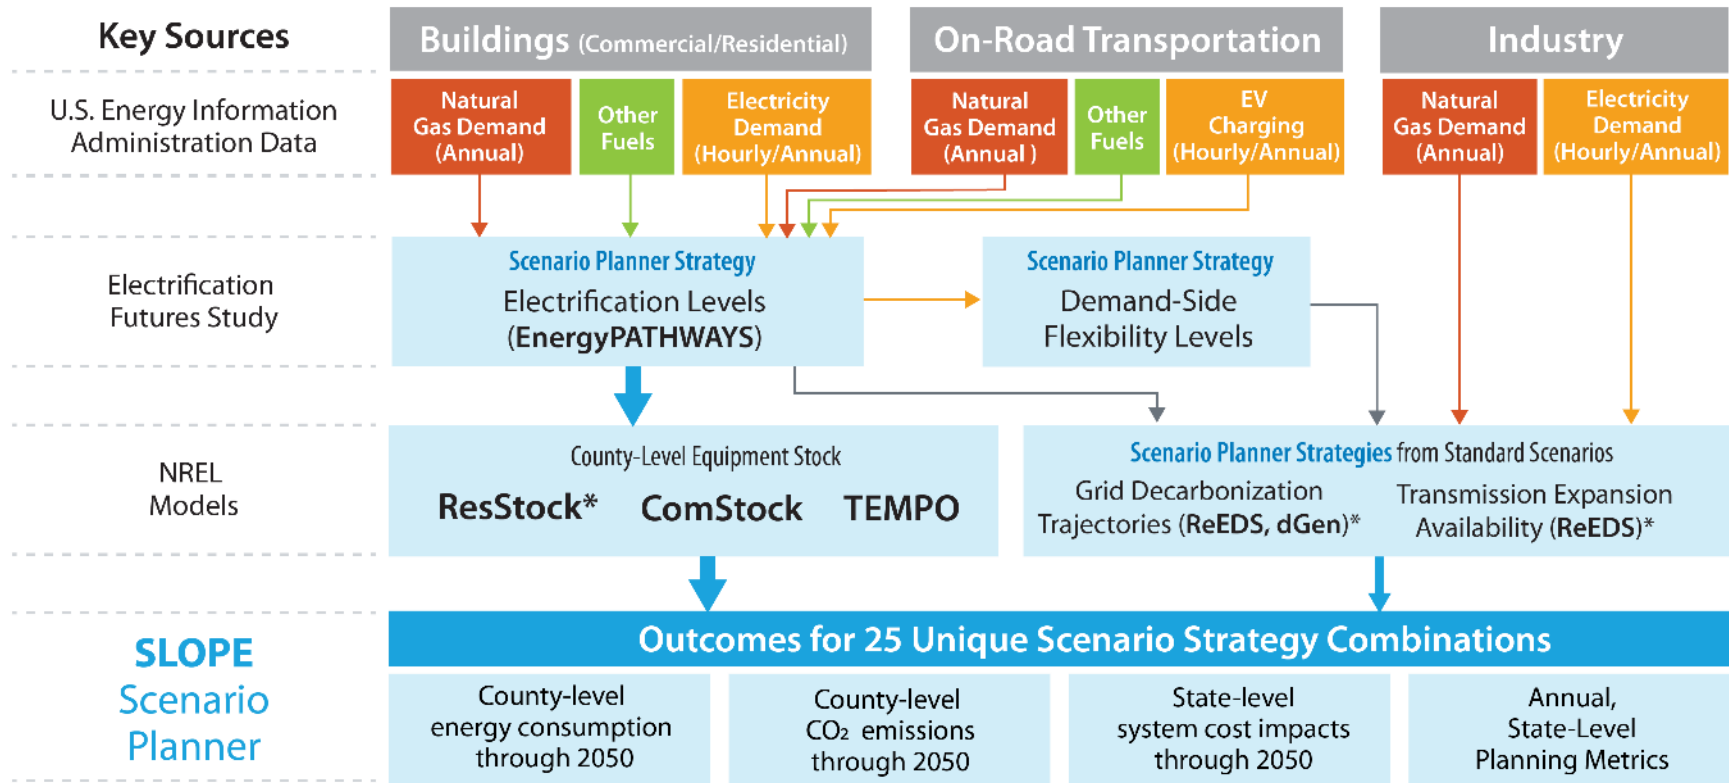 Key Sources
Buildings (Commercial/Residential)
On-Road Transportation
Industry
U.S. Energy Information
Administration Data
Natural
Gas Demand
(Annual)
Other
Fuels
Electricity
Demand
(Hourly/Annual)
Natural
Gas Demand
(Annual )
Other
Fuels
EV
Charging
(Hourly/Annual)
Natural
Gas Demand
(Annual)
Electricity
Demand
(Hourly/Annual)
Electrification
Futures Study
Scenario Planner Strategy
Electrification Levels
(EnergyPATHWAYS)
Scenario Planner Strategy
Demand-Side
Flexibility Levels
NREL
Models
County-Level Equipment Stock
ResStock* ComStock TEMPO
Scenario Planner Strategies from Standard Scenarios
Grid Decarbonization
Trajectories (ReEDS, dGen)*
Transmission Expansion
Availability (ReEDS)*
SLOPE
Scenario
Planner
Outcomes for 25 Unique Scenario Strategy Combinations
County-level
energy consumption
through 2050
County-level
CO₂ emissions
through 2050
State-level
system cost impacts
through 2050
Annual,
State-Level
Planning Metrics